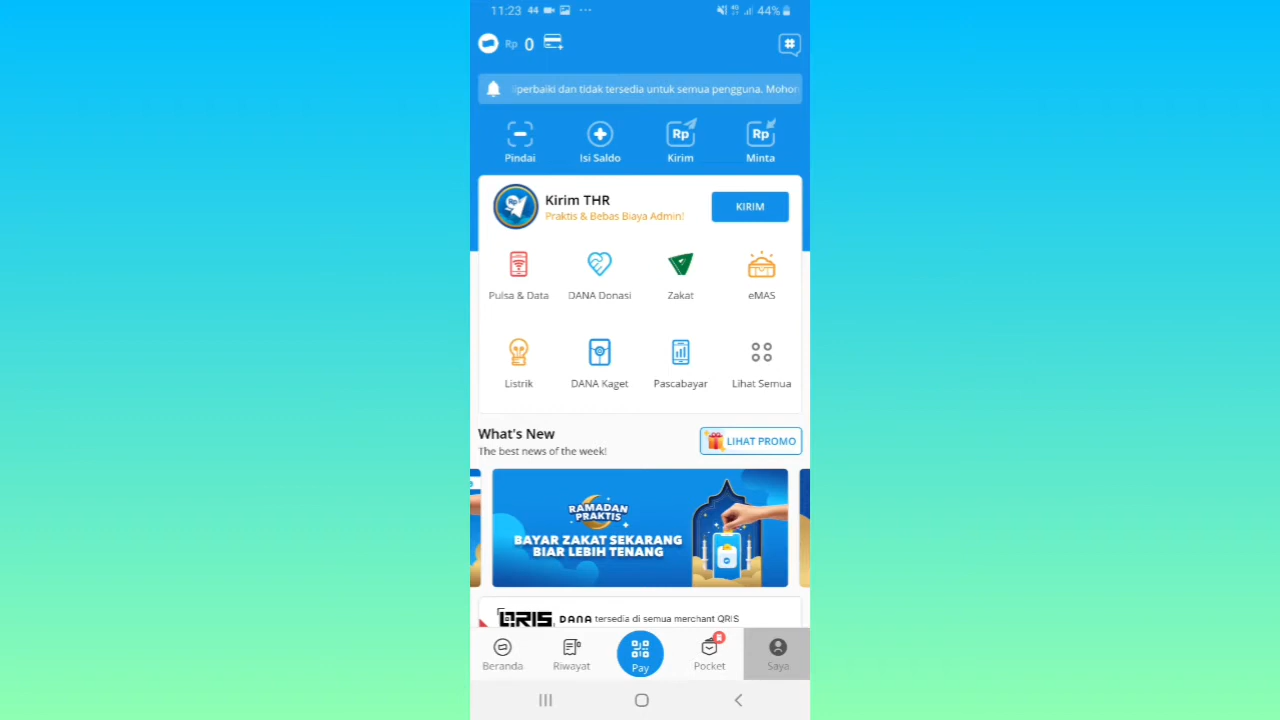 11:23 44 ··· 44%
Rp 0
perbaiki dan tidak tersedia untuk semua pengguna. Mohon
Rp Rp
Pindai Isi Saldo Kirim Minta
Kirim THR
Praktis & Bebas Biaya Admin!
KIRIM
Pulsa & Data DANA Donasi Zakat eMAS
Listrik DANA Kaget Pascabayar Lihat Semua
What's New
The best news of the week!
LIHAT PROMO
RAMADAN
PRAKTIS
BAYAR ZAKAT SEKARANG
BIAR LEBIH TENANG
QRIS DANA tersedia di semua merchant QRIS
Beranda Riwayat Pay Pocket Saya